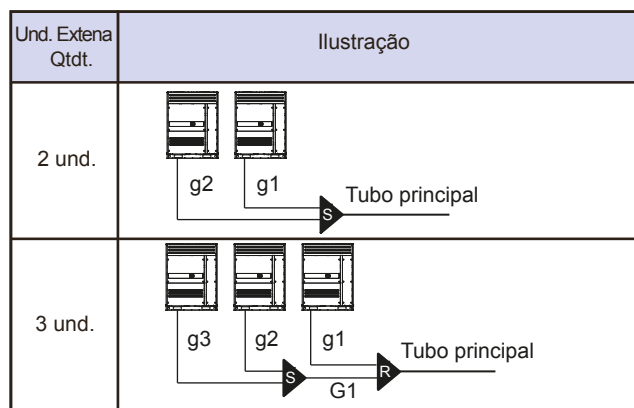 Und. Extena
Qtdt.
Ilustração
2 und.
g2
g1
S
Tubo principal
3 und.
g3
g2
g1
S
G1
R
Tubo principal